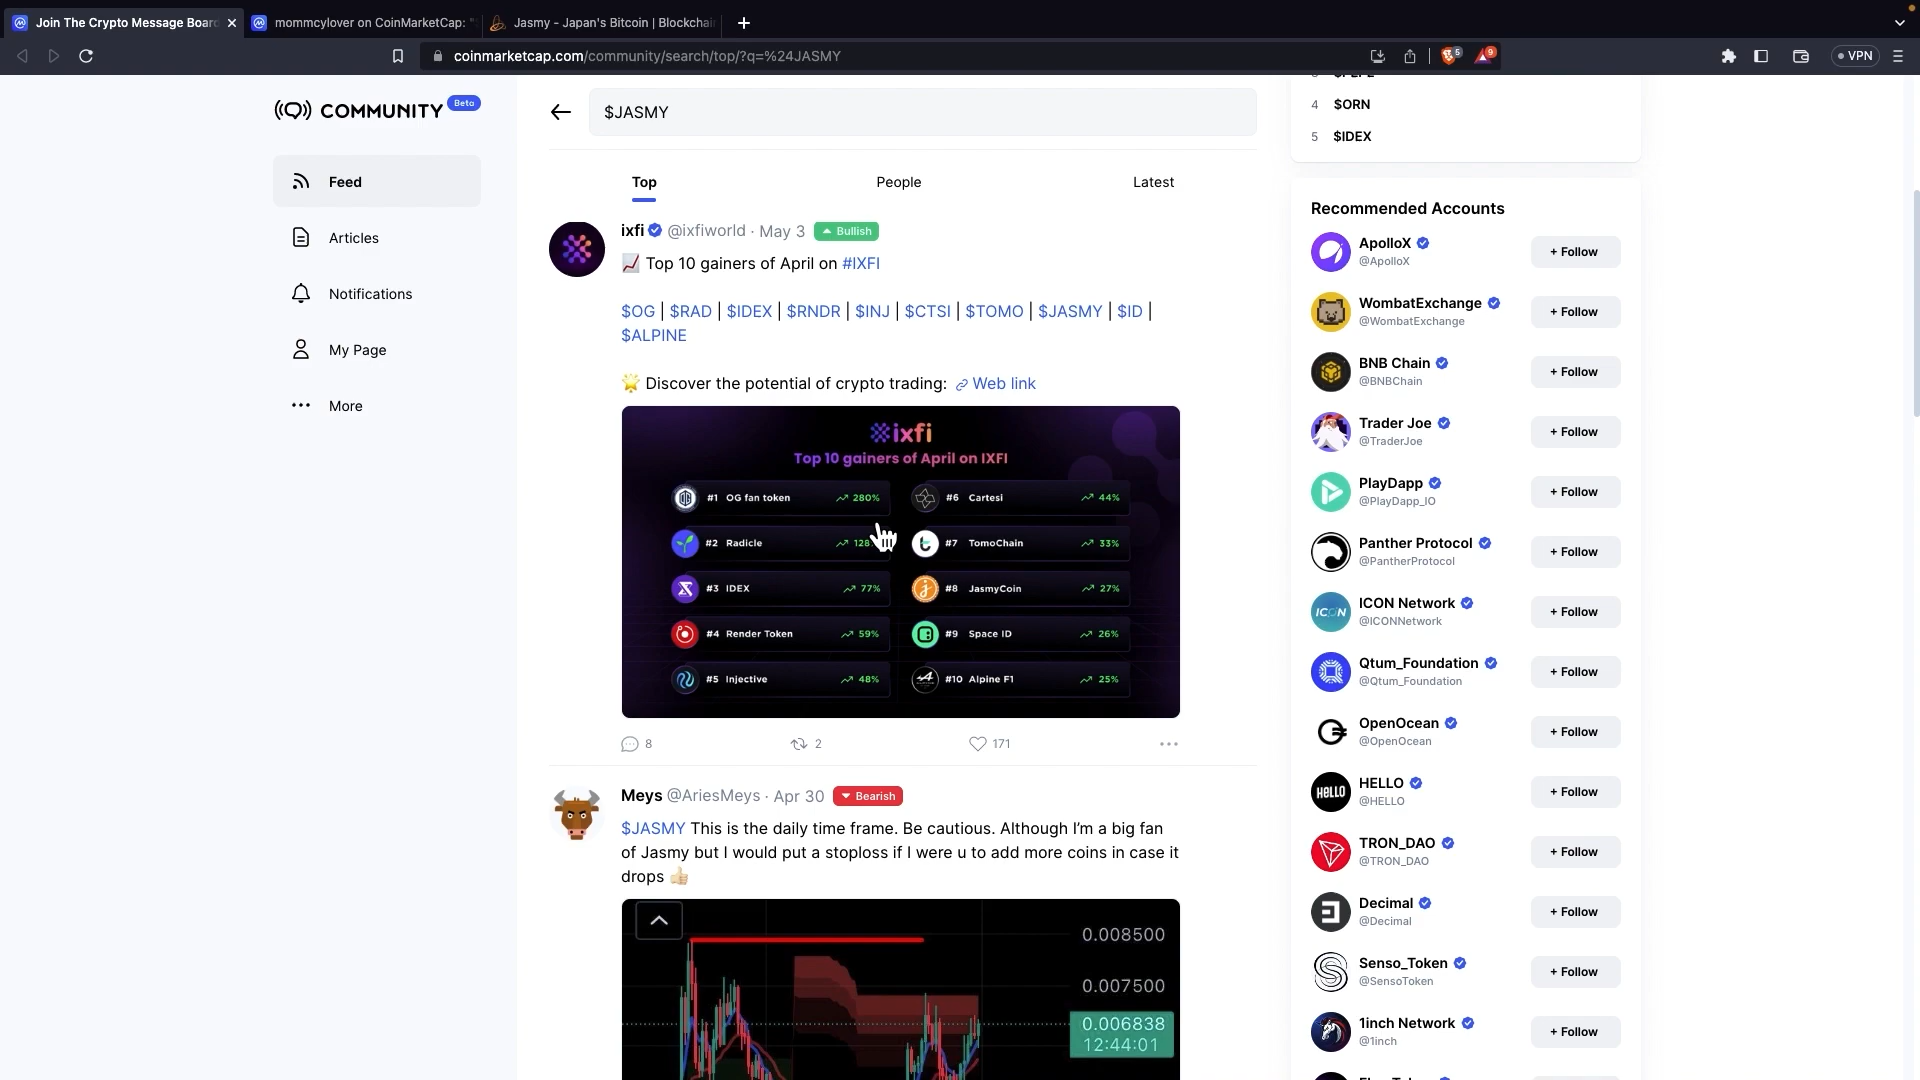 Join The Crypto Message Board
mommcylover on CoinMarketCap: "
Jasmy - Japan's Bitcoin | Blockchain
coinmarketcap.com/community/search/top/?q=%24JASMY
5
9
VPN
COMMUNITY
Beta
Feed
Articles
Notifications
My Page
More
$JASMY
Top
People
Latest
ixfi @ixfiworld · May 3 Bullish
Top 10 gainers of April on #IXFI
$OG | $RAD | $IDEX | $RNDR | $INJ | $CTSI | $TOMO | $JASMY | $ID |
$ALPINE
Discover the potential of crypto trading: Web link
ixfi
Top 10 gainers of April on IXFI
#1 OG fan token 280%
#2 Radicle 128
#3 IDEX 77%
#4 Render Token 59%
#5 Injective 48%
#6 Cartesi 44%
#7 TomoChain 33%
#8 JasmyCoin 27%
#9 Space ID 26%
#10 Alpine F1 25%
8
2
171
Meys @AriesMeys · Apr 30 Bearish
$JASMY This is the daily time frame. Be cautious. Although I'm a big fan
of Jasmy but I would put a stoploss if I were u to add more coins in case it
drops
0.008500
0.007500
0.006838
12:44:01
4 $ORN
5 $IDEX
Recommended Accounts
ApolloX
@ApolloX
+ Follow
WombatExchange
@WombatExchange
+ Follow
BNB Chain
@BNBChain
+ Follow
Trader Joe
@TraderJoe
+ Follow
PlayDapp
@PlayDapp_IO
+ Follow
Panther Protocol
@PantherProtocol
+ Follow
ICON
ICON Network
@ICONNetwork
+ Follow
Qtum_Foundation
@Qtum_Foundation
+ Follow
OpenOcean
@OpenOcean
+ Follow
HELLO
HELLO
@HELLO
+ Follow
TRON_DAO
@TRON_DAO
+ Follow
Decimal
@Decimal
+ Follow
Senso_Token
@SensoToken
+ Follow
1inch Network
@1inch
+ Follow